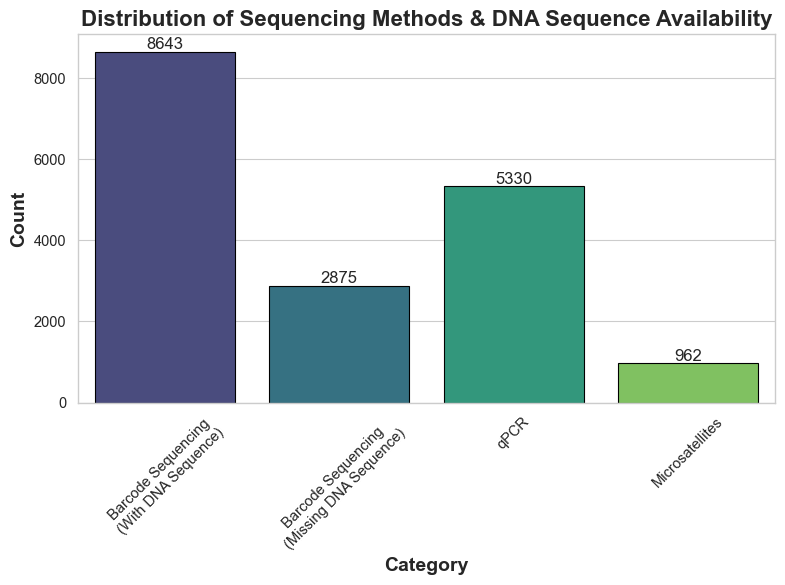 Distribution of Sequencing Methods & DNA Sequence Availability
8643
8000
6000
5330
4000
2875
2000
962
0
Count
Barcode Sequencing
(With DNA Sequence)
Barcode Sequencing
(Missing DNA Sequence)
qPCR
Microsatellites
Category